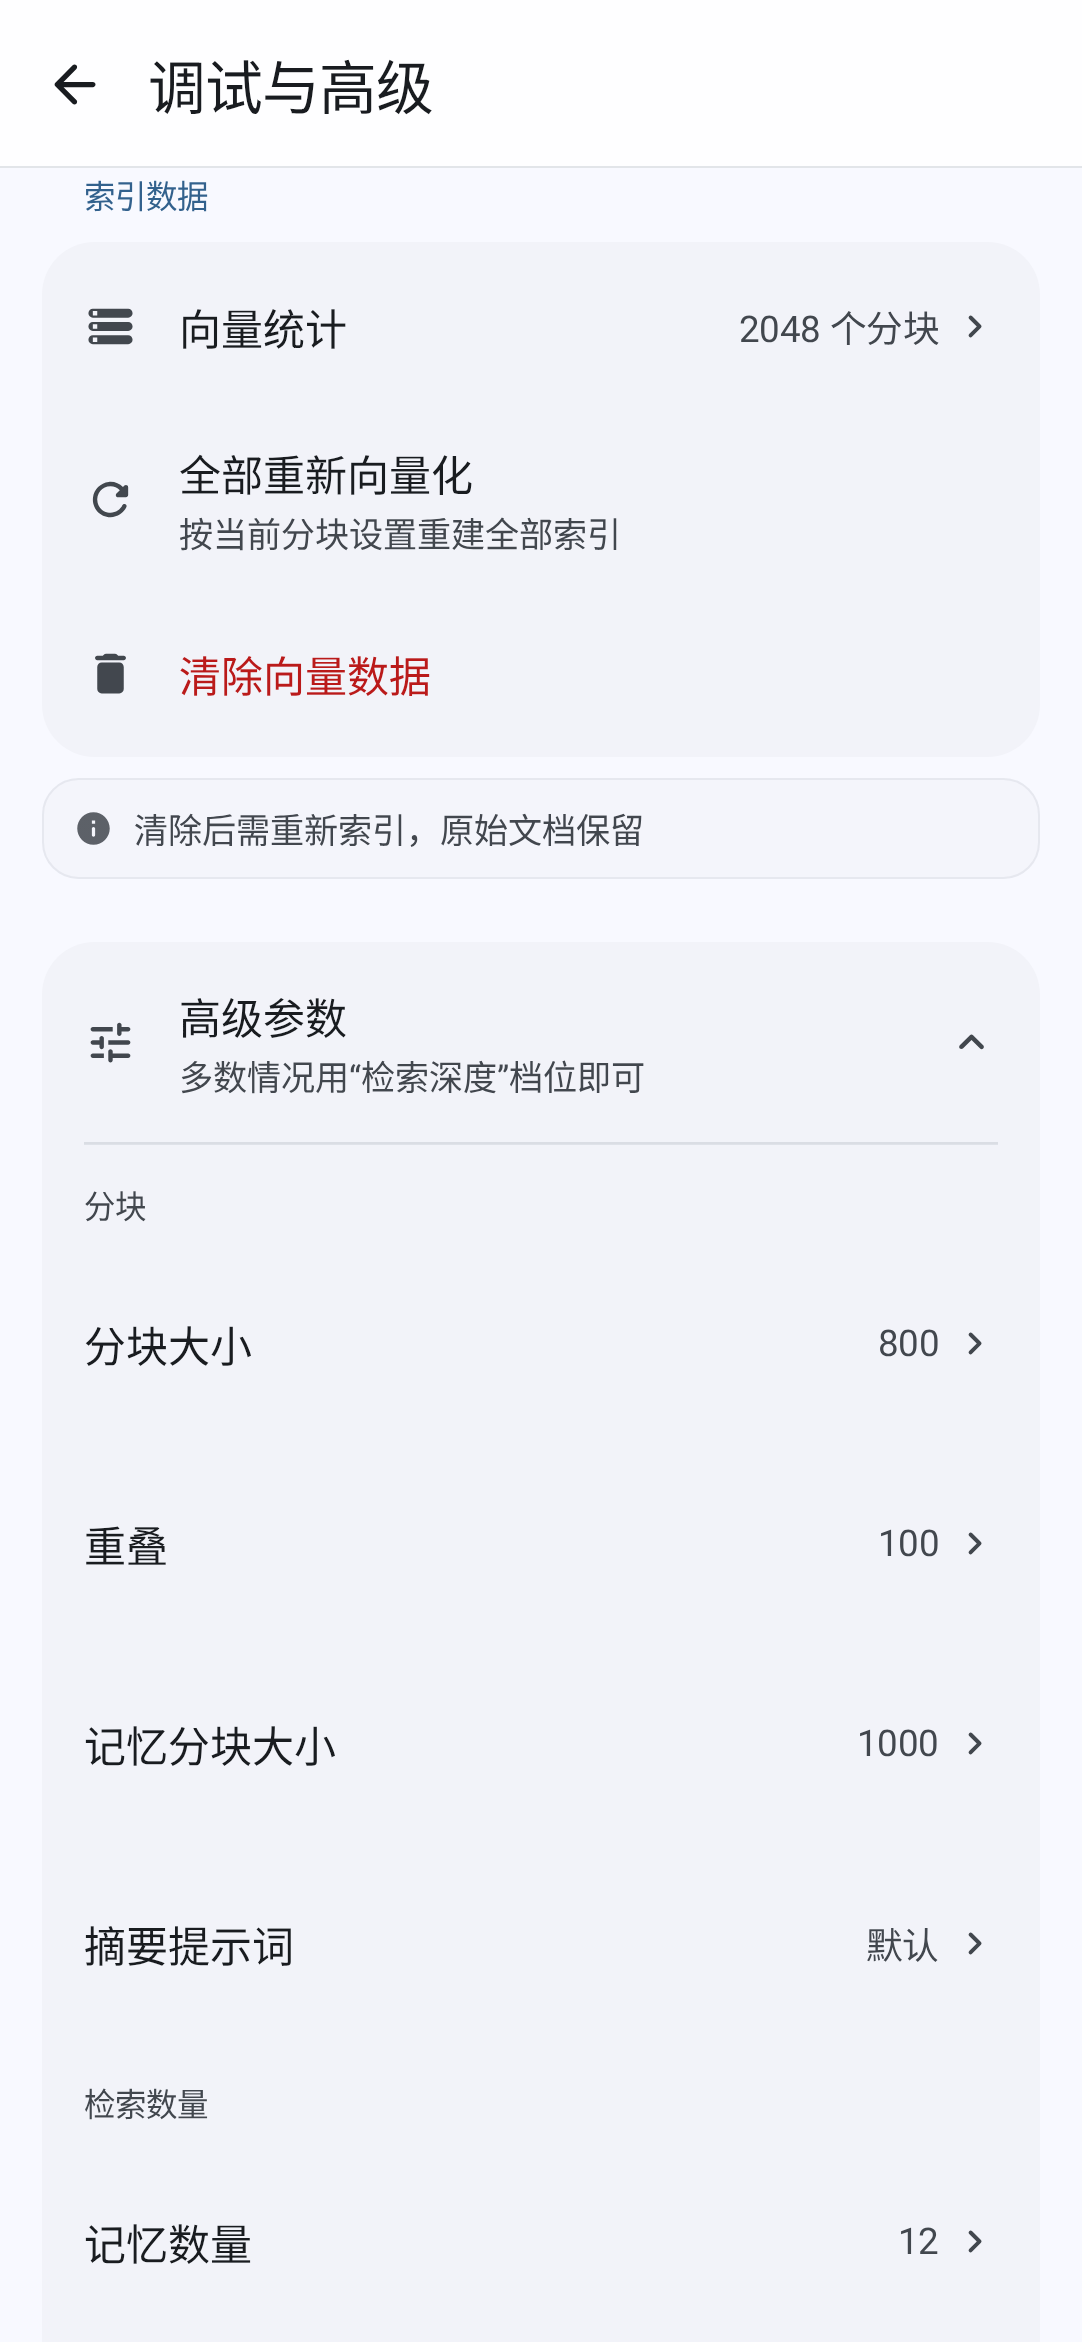 调试与高级
索引数据
向量统计
2048 个分块
全部重新向量化
按当前分块设置重建全部索引
清除向量数据
清除后需重新索引，原始文档保留
高级参数
多数情况用“检索深度”档位即可
分块
分块大小
800
重叠
100
记忆分块大小
1000
摘要提示词
默认
检索数量
记忆数量
12